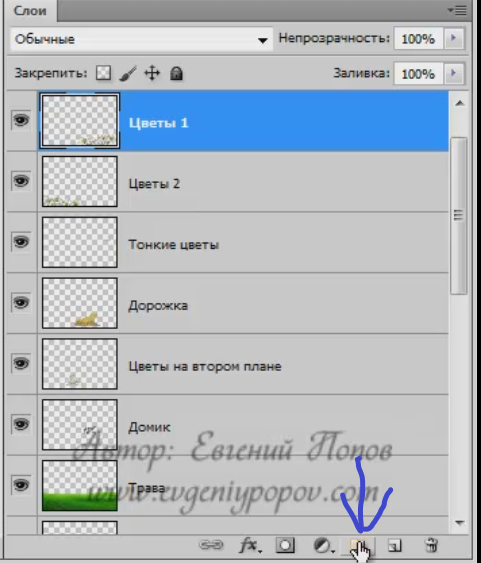 Слои
Обычные Непрозрачность: 100%
Закрепить: Заливка: 100%
Цветы 1
Цветы 2
Тонкие цветы
Дорожка
Цветы на втором плане
Домик
Автор: Евгений Попов
Трава
www.evgeniypopov.com
fx.